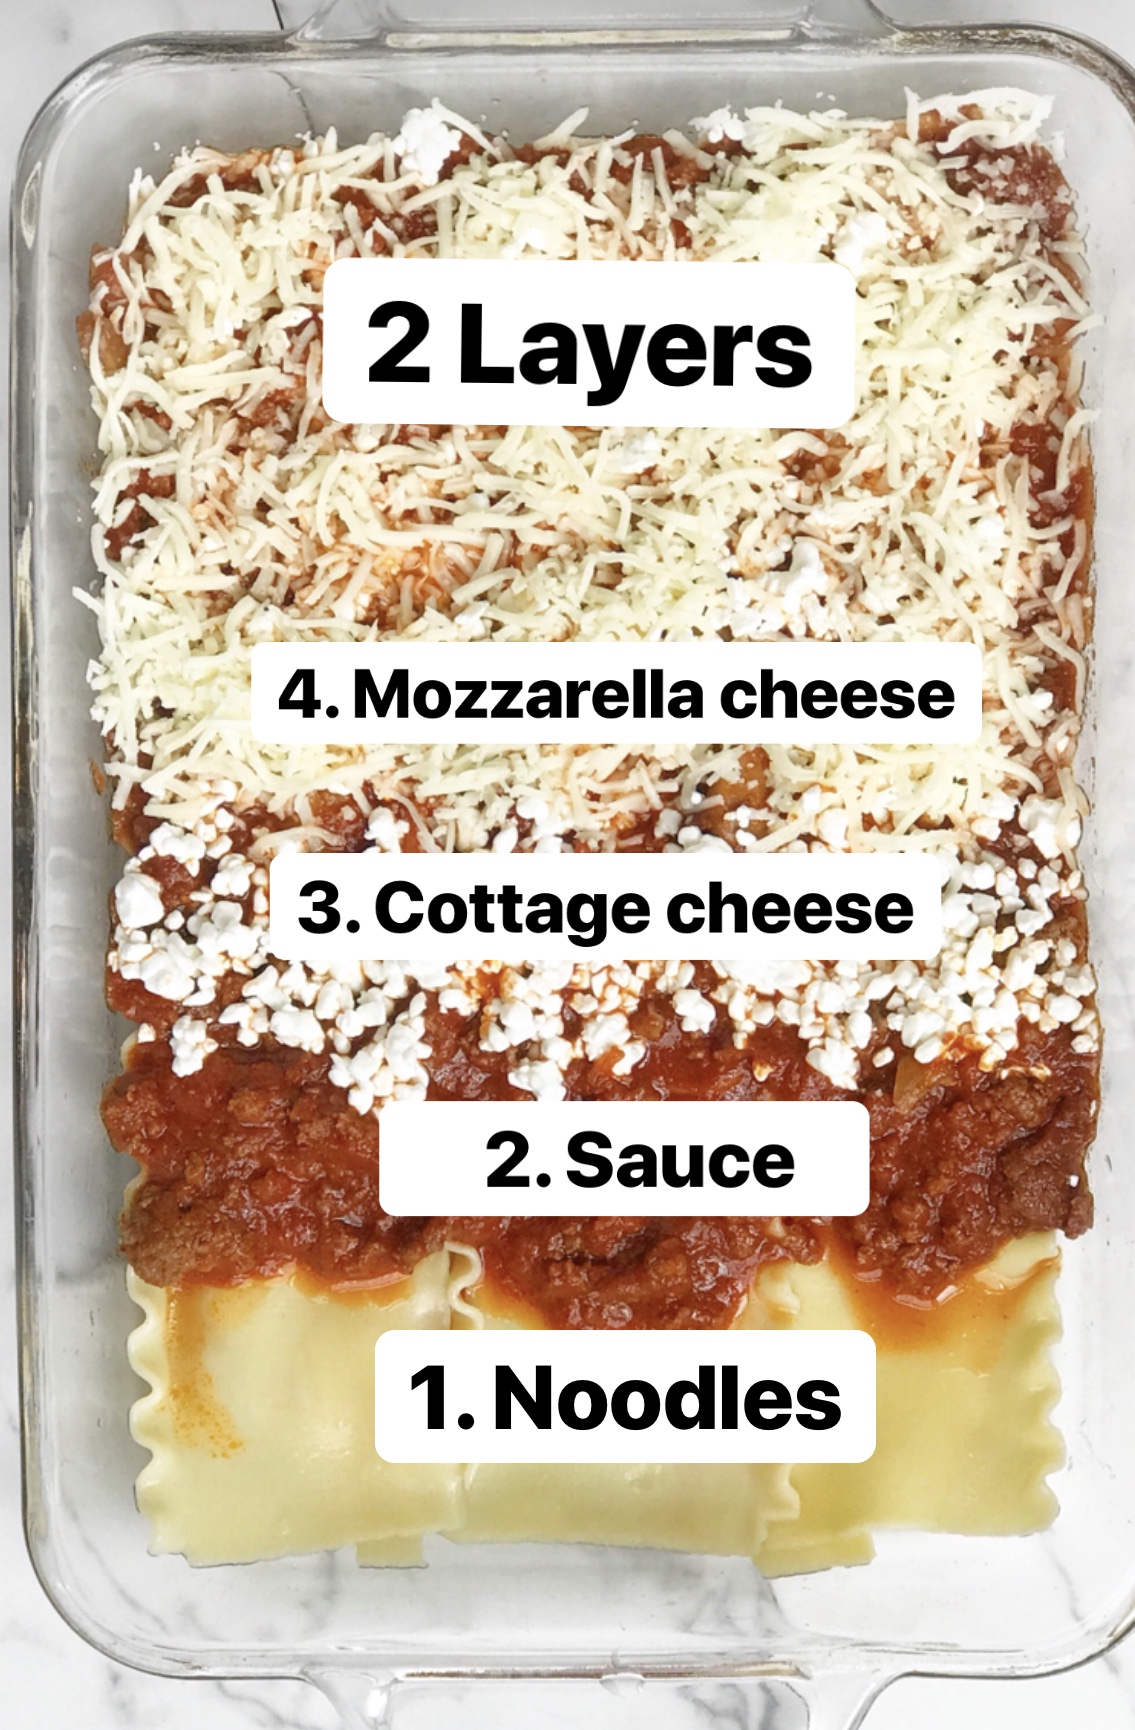 2 Layers
4. Mozzarella cheese
3. Cottage cheese
2. Sauce
1. Noodles